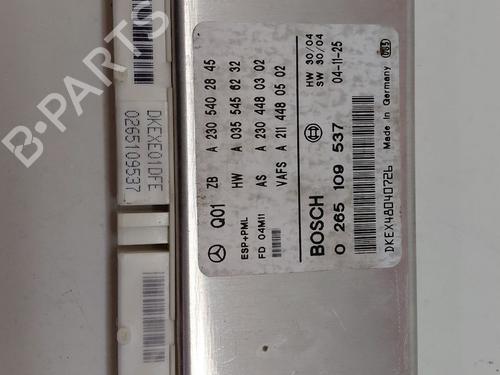 Q01 ZB A 230 540 28 45
ESP+PML HW A 035 545 62 32
FD 04M11 AS A 230 448 03 02
VAFS A 211 448 05 02
BOSCH
0 265 109 537
HW 30/04
SW 30/04
04-11-25
DKEX48040726 Made in Germany
DKEXE01DFE
0265109537
B-PARTS